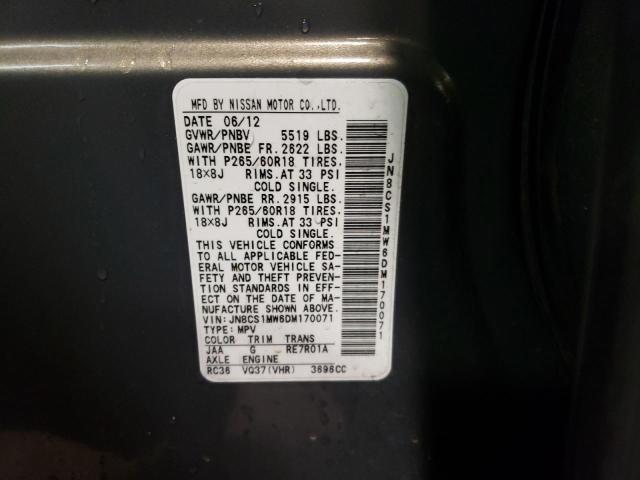 MFD BY NISSAN MOTOR CO.,LTD.
DATE 06/12
GVWR/PNBV 5519 LBS.
GAWR/PNBE FR. 2622 LBS.
WITH P265/60R18 TIRES.
18×8J RIMS.AT 33 PSI
COLD SINGLE.
GAWR/PNBE RR. 2915 LBS.
WITH P265/60R18 TIRES.
18×8J RIMS.AT 33 PSI
COLD SINGLE.
THIS VEHICLE CONFORMS
TO ALL APPLICABLE FED-
ERAL MOTOR VEHICLE SA-
FETY AND THEFT PREVEN-
TION STANDARDS IN EFF-
ECT ON THE DATE OF MA-
NUFACTURE SHOWN ABOVE.
VIN: JN8CS1MW6DM170071
TYPE: MPV
COLOR TRIM TRANS
JAA G RE7R01A
AXLE ENGINE
RC36 VQ37(VHR) 3696CC
JN8CS1MW6DM170071